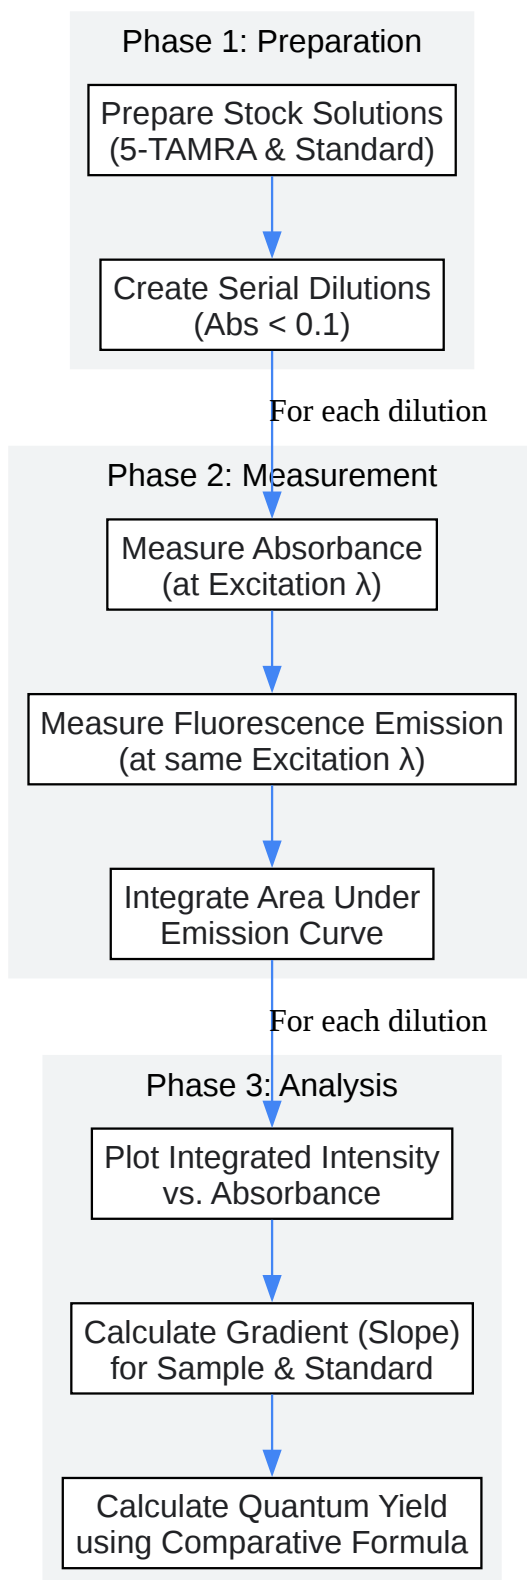 Phase 1: Preparation
Prepare Stock Solutions
(5-TAMRA & Standard)
Create Serial Dilutions
(Abs < 0.1)
For each dilution
Phase 2: Measurement
Measure Absorbance
(at Excitation λ)
Measure Fluorescence Emission
(at same Excitation λ)
Integrate Area Under
Emission Curve
For each dilution
Phase 3: Analysis
Plot Integrated Intensity
vs. Absorbance
Calculate Gradient (Slope)
for Sample & Standard
Calculate Quantum Yield
using Comparative Formula